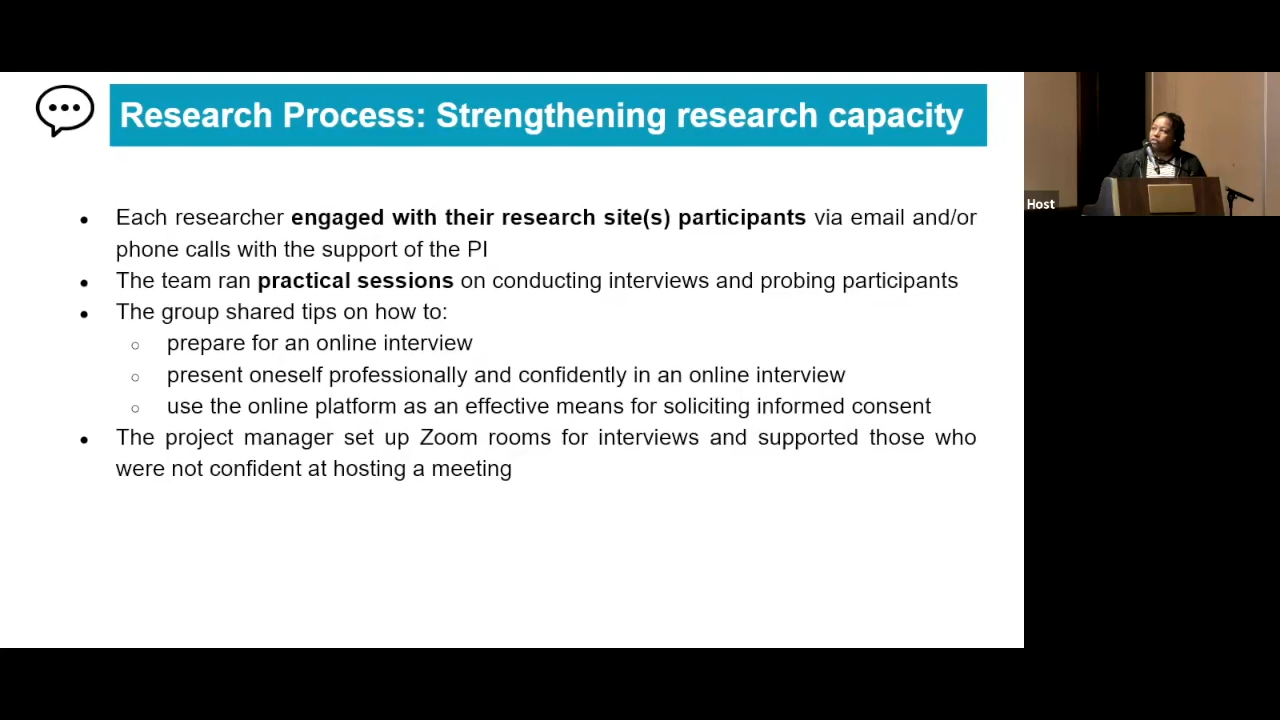 Research Process: Strengthening research capacity
● Each researcher engaged with their research site(s) participants via email and/or
phone calls with the support of the PI
● The team ran practical sessions on conducting interviews and probing participants
● The group shared tips on how to:
○ prepare for an online interview
○ present oneself professionally and confidently in an online interview
○ use the online platform as an effective means for soliciting informed consent
● The project manager set up Zoom rooms for interviews and supported those who
were not confident at hosting a meeting
Host